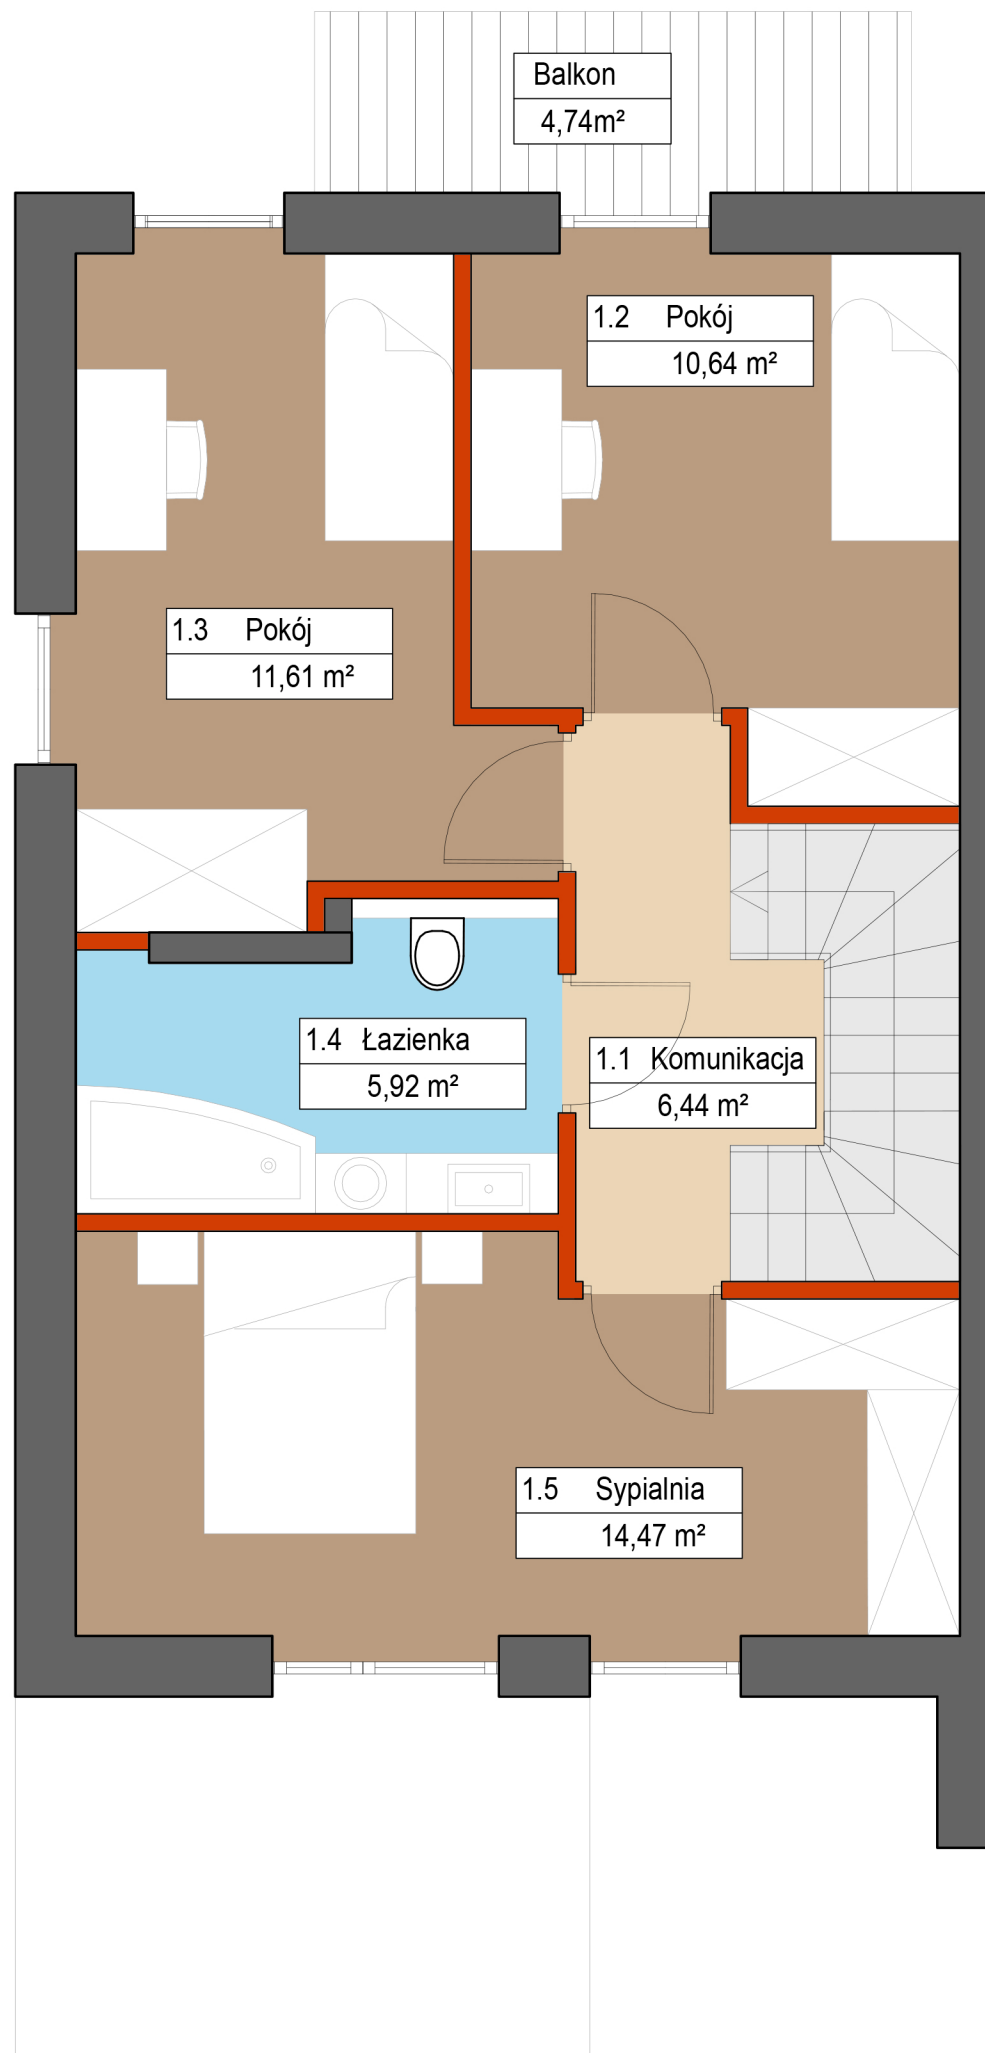 Balkon
4,74m²
1.2 Pokój
10,64 m²
1.3 Pokój
11,61 m²
1.4 Łazienka
5,92 m²
1.1 Komunikacja
6,44 m²
1.5 Sypialnia
14,47 m²